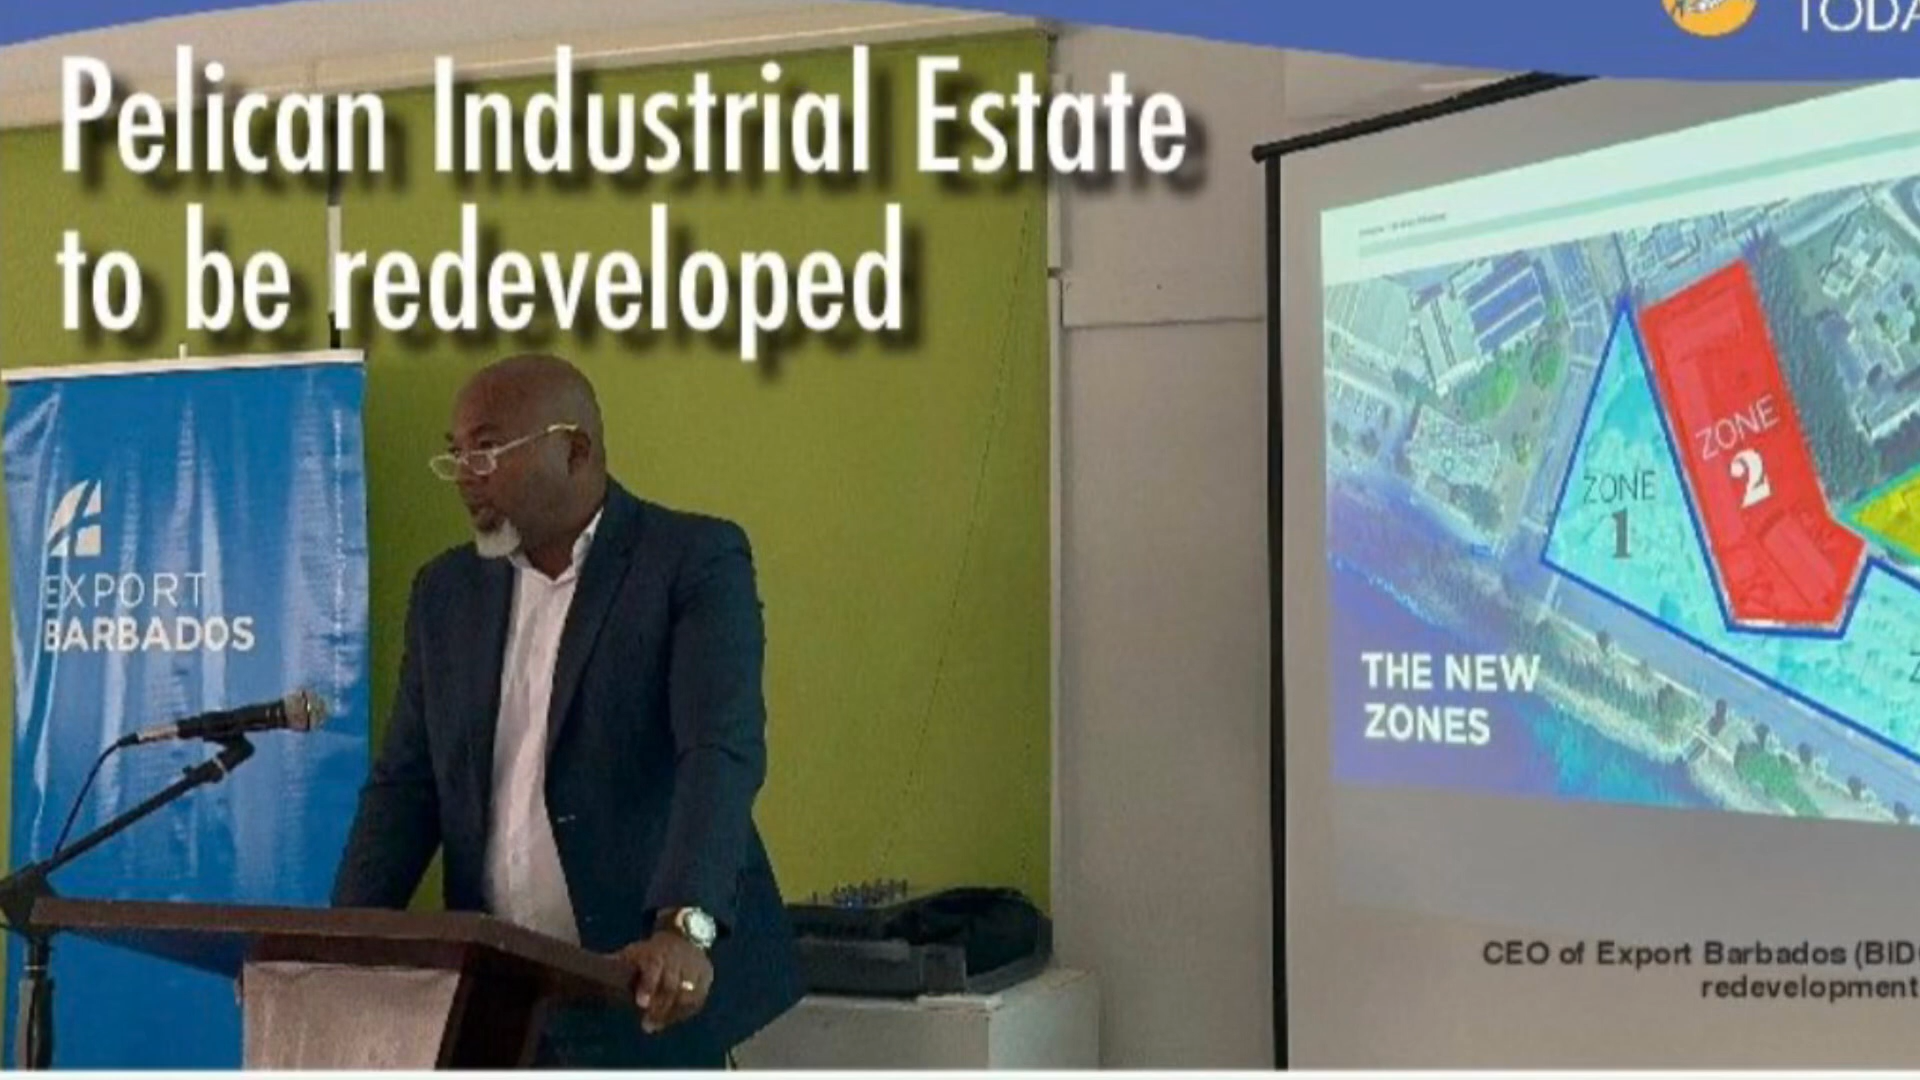 TODA
Pelican Industrial Estate
to be redeveloped
EXPORT
BARBADOS
ZONE
2
ZONE
1
THE NEW
ZONES
CEO of Export Barbados (BID
redevelopment